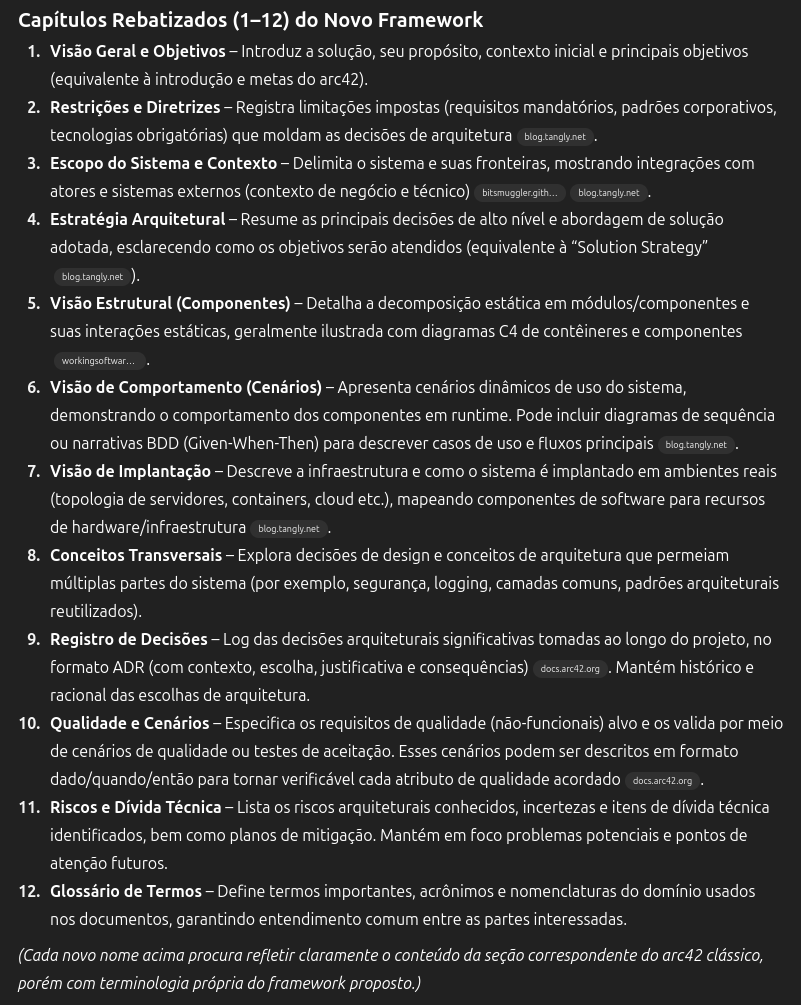 Capítulos Rebatizados (1–12) do Novo Framework
1. Visão Geral e Objetivos – Introduz a solução, seu propósito, contexto inicial e principais objetivos
(equivalente à introdução e metas do arc42).
2. Restrições e Diretrizes – Registra limitações impostas (requisitos mandatórios, padrões corporativos,
tecnologias obrigatórias) que moldam as decisões de arquitetura blog.tangly.net .
3. Escopo do Sistema e Contexto – Delimita o sistema e suas fronteiras, mostrando integrações com
atores e sistemas externos (contexto de negócio e técnico) bitsmuggler.gith... blog.tangly.net .
4. Estratégia Arquitetural – Resume as principais decisões de alto nível e abordagem de solução
adotada, esclarecendo como os objetivos serão atendidos (equivalente à “Solution Strategy”
blog.tangly.net ).
5. Visão Estrutural (Componentes) – Detalha a decomposição estática em módulos/componentes e
suas interações estáticas, geralmente ilustrada com diagramas C4 de contêineres e componentes
workingsoftwar... .
6. Visão de Comportamento (Cenários) – Apresenta cenários dinâmicos de uso do sistema,
demonstrando o comportamento dos componentes em runtime. Pode incluir diagramas de sequência
ou narrativas BDD (Given-When-Then) para descrever casos de uso e fluxos principais blog.tangly.net .
7. Visão de Implantação – Descreve a infraestrutura e como o sistema é implantado em ambientes reais
(topologia de servidores, containers, cloud etc.), mapeando componentes de software para recursos
de hardware/infraestrutura blog.tangly.net .
8. Conceitos Transversais – Explora decisões de design e conceitos de arquitetura que permeiam
múltiplas partes do sistema (por exemplo, segurança, logging, camadas comuns, padrões arquiteturais
reutilizados).
9. Registro de Decisões – Log das decisões arquiteturais significativas tomadas ao longo do projeto, no
formato ADR (com contexto, escolha, justificativa e consequências) docs.arc42.org . Mantém histórico e
racional das escolhas de arquitetura.
10. Qualidade e Cenários – Especifica os requisitos de qualidade (não-funcionais) alvo e os valida por meio
de cenários de qualidade ou testes de aceitação. Esses cenários podem ser descritos em formato
dado/quando/então para tornar verificável cada atributo de qualidade acordado docs.arc42.org .
11. Riscos e Dívida Técnica – Lista os riscos arquiteturais conhecidos, incertezas e itens de dívida técnica
identificados, bem como planos de mitigação. Mantém em foco problemas potenciais e pontos de
atenção futuros.
12. Glossário de Termos – Define termos importantes, acrônimos e nomenclaturas do domínio usados
nos documentos, garantindo entendimento comum entre as partes interessadas.
(Cada novo nome acima procura refletir claramente o conteúdo da seção correspondente do arc42 clássico,
porém com terminologia própria do framework proposto.)